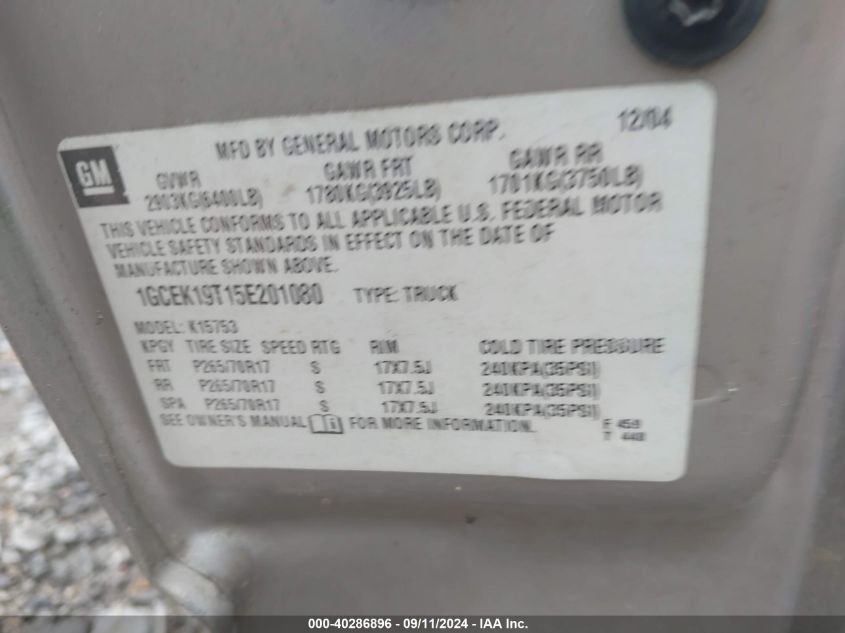 MFD BY GENERAL MOTORS CORP. 12/04
GM
GVWR GAWR FRT GAWR RR
2903KG(6400LB) 1780KG(3925LB) 1701KG(3750LB)
THIS VEHICLE CONFORMS TO ALL APPLICABLE U.S. FEDERAL MOTOR
VEHICLE SAFETY STANDARDS IN EFFECT ON THE DATE OF
MANUFACTURE SHOWN ABOVE.
1GCEK19T15E201080 TYPE: TRUCK
MODEL: K15753
KPGY TIRE SIZE SPEED RTG RIM COLD TIRE PRESSURE
FRT P265/70R17 S 17X7.5J 240KPA(35PSI)
RR P265/70R17 S 17X7.5J 240KPA(35PSI)
SPA P265/70R17 S 17X7.5J 240KPA(35PSI)
SEE OWNER'S MANUAL FOR MORE INFORMATION.
000-40286896 - 09/11/2024 - IAA Inc.